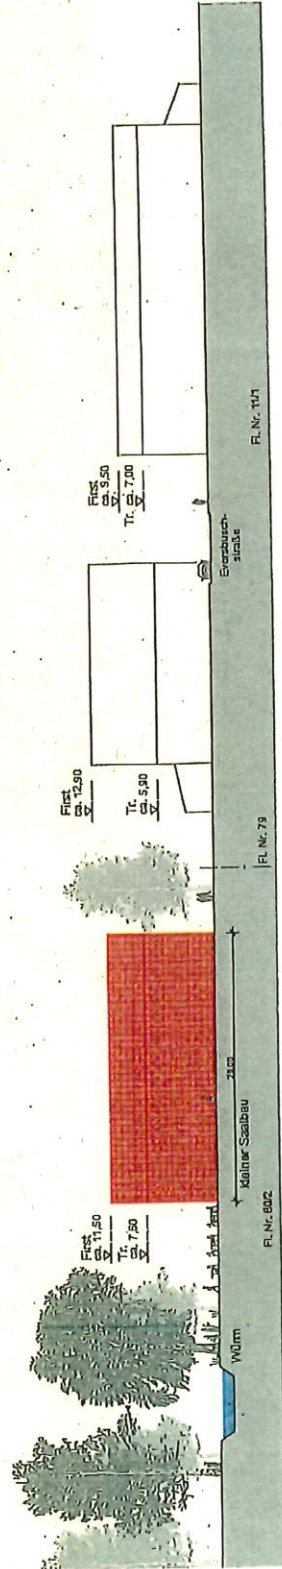 First
ca. 11,50
Tr.
ca. 7,50
Würm
Fl. Nr. 80/2
kleiner Saalbau
Fl. Nr. 79
First
ca. 12,90
Tr.
ca. 5,90
Eversbusch-
straße
First
ca. 9,50
Tr. ca. 7,00
Fl. Nr. 11/1